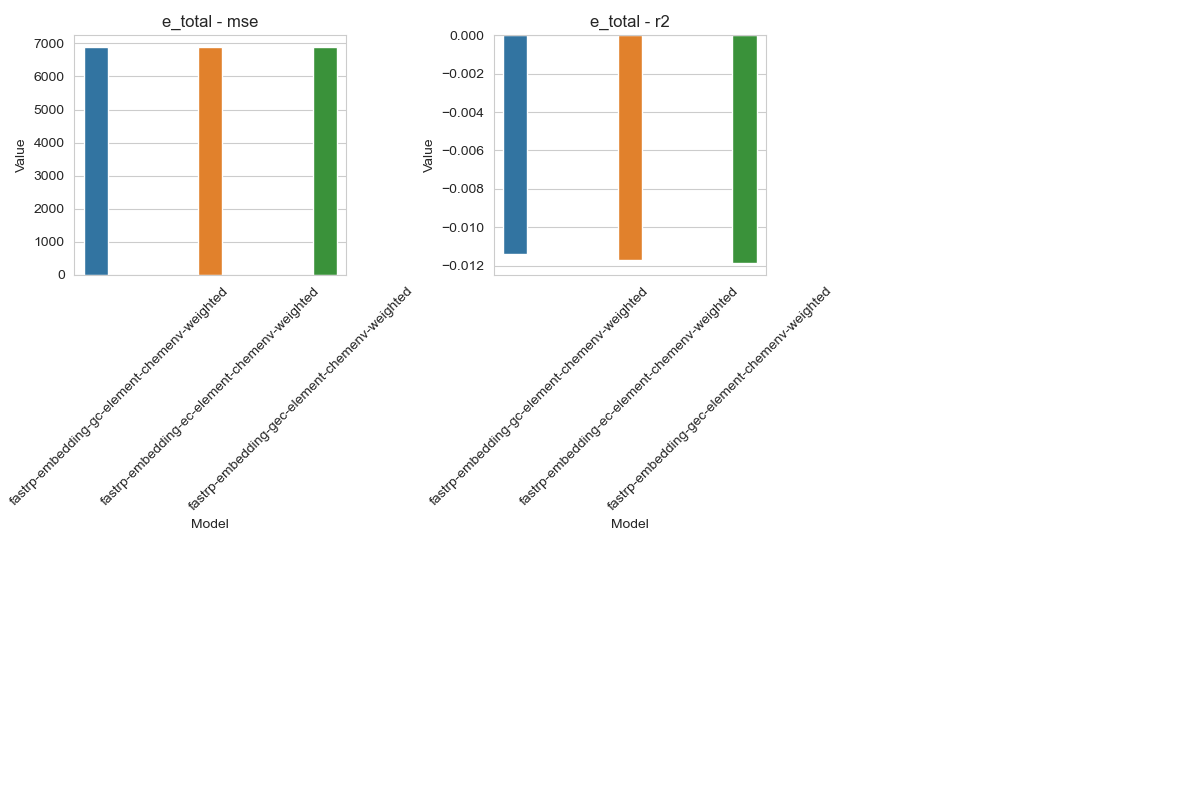 e_total - mse
Value
7000
6000
5000
4000
3000
2000
1000
0
fastrp-embedding-gc-element-chemenv-weighted
fastrp-embedding-ec-element-chemenv-weighted
fastrp-embedding-gec-element-chemenv-weighted
Model
e_total - r2
Value
0.000
−0.002
−0.004
−0.006
−0.008
−0.010
−0.012
fastrp-embedding-gc-element-chemenv-weighted
fastrp-embedding-ec-element-chemenv-weighted
fastrp-embedding-gec-element-chemenv-weighted
Model